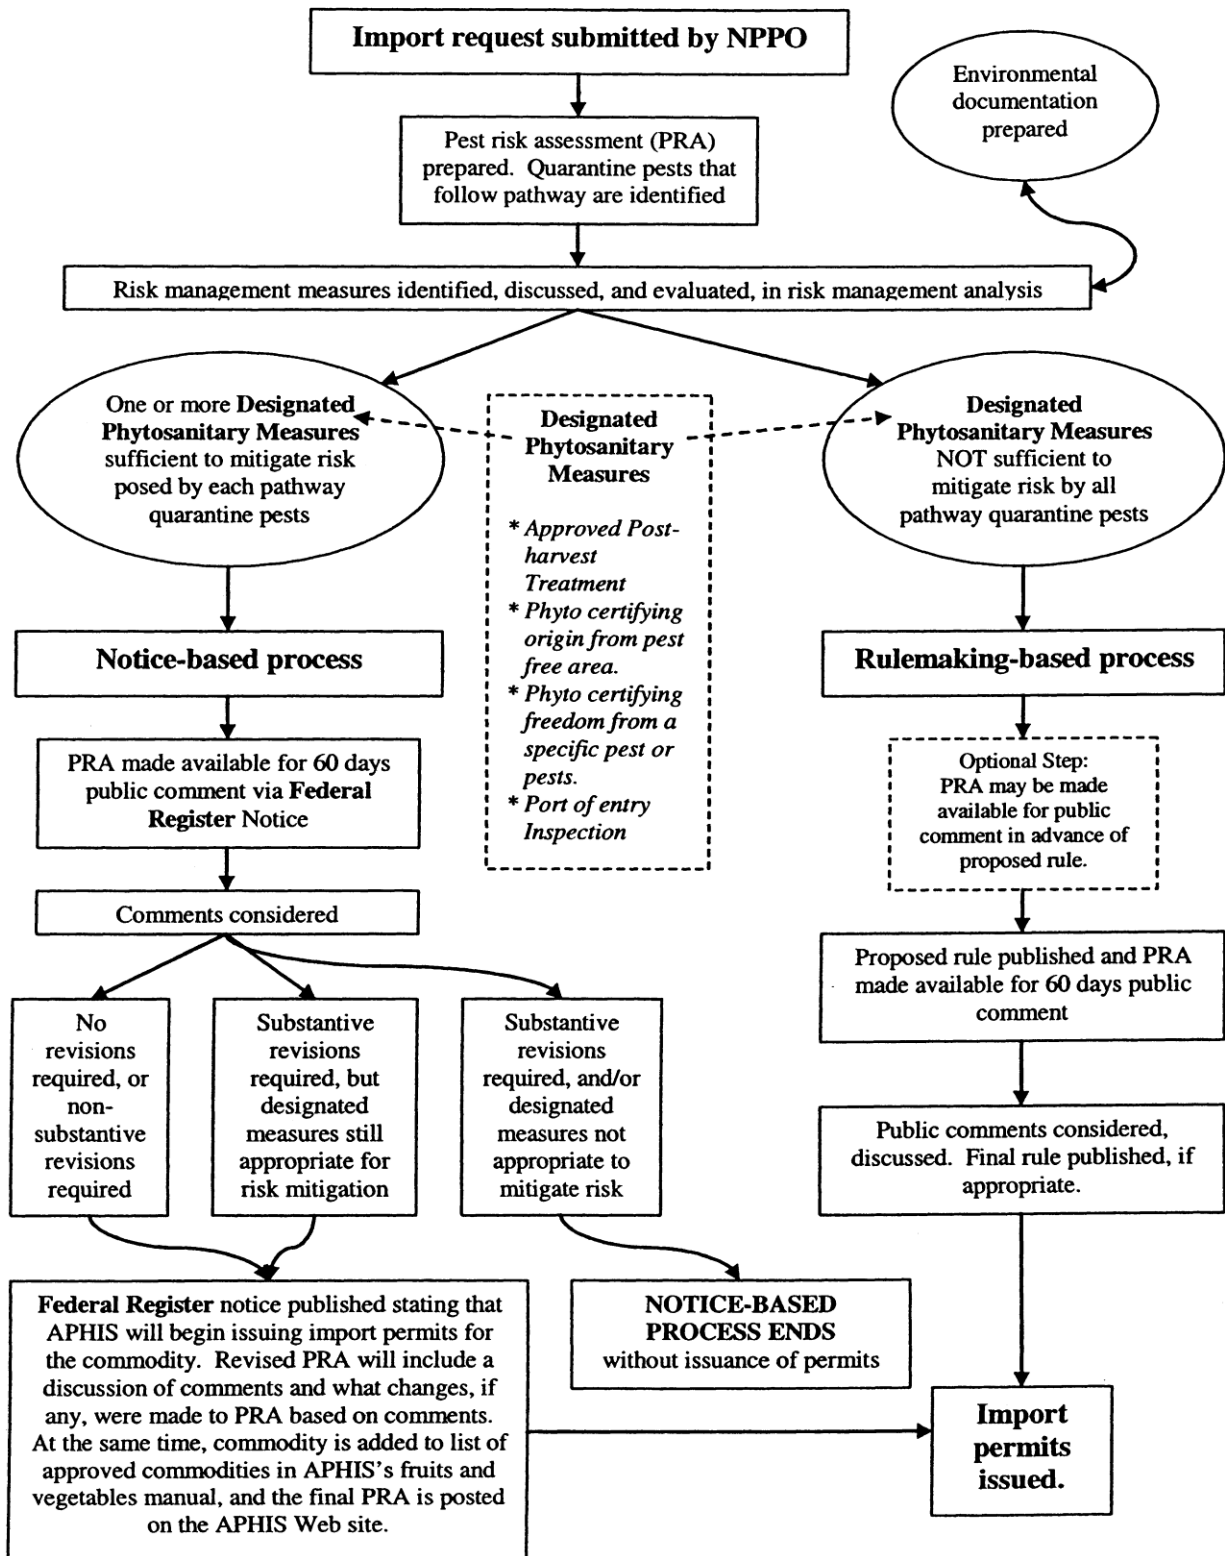 Import request submitted by NPPO
Environmental
documentation
prepared
Pest risk assessment (PRA)
prepared.  Quarantine pests that
follow pathway are identified
Risk management measures identified, discussed, and evaluated, in risk management analysis
One or more Designated
Phytosanitary Measures
sufficient to mitigate risk
posed by each pathway
quarantine pests
Designated
Phytosanitary
Measures
* Approved Post-
harvest
Treatment
* Phyto certifying
origin from pest
free area.
* Phyto certifying
freedom from a
specific pest or
pests.
* Port of entry
Inspection
Designated
Phytosanitary Measures
NOT sufficient to
mitigate risk by all
pathway quarantine pests
Notice-based process
PRA made available for 60 days
public comment via Federal
Register Notice
Comments considered
No
revisions
required, or
non-
substantive
revisions
required
Substantive
revisions
required, but
designated
measures still
appropriate for
risk mitigation
Substantive
revisions
required, and/or
designated
measures not
appropriate to
mitigate risk
Federal Register notice published stating that
APHIS will begin issuing import permits for
the commodity.  Revised PRA will include a
discussion of comments and what changes, if
any, were made to PRA based on comments.
At the same time, commodity is added to list of
approved commodities in APHIS's fruits and
vegetables manual, and the final PRA is posted
on the APHIS Web site.
NOTICE-BASED
PROCESS ENDS
without issuance of permits
Rulemaking-based process
Optional Step:
PRA may be made
available for public
comment in advance of
proposed rule.
Proposed rule published and PRA
made available for 60 days public
comment
Public comments considered,
discussed.  Final rule published, if
appropriate.
Import
permits
issued.